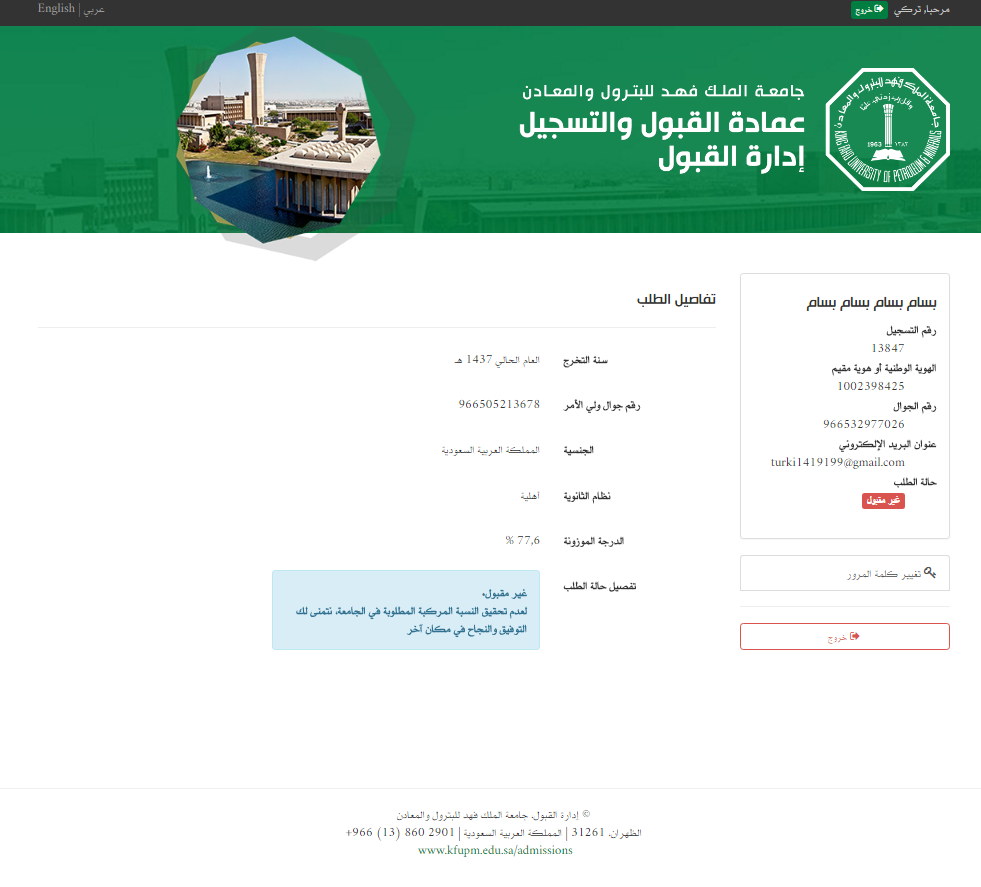 مرحبا, تركي
خروج
عربي | English
جامعة الملك فهد للبترول والمعادن
عمادة القبول والتسجيل
إدارة القبول
جامعة الملك فهد للبترول والمعادن
وقل رب زدني علما
1963 ١٣٨٣
KING FAHD UNIVERSITY OF PETROLEUM & MINERALS
بسام بسام بسام بسام
رقم التسجيل
13847
الهوية الوطنية أو هوية مقيم
1002398425
رقم الجوال
966532977026
عنوان البريد الإلكتروني
turki1419199@gmail.com
حالة الطلب
غير مقبول
تغيير كلمة المرور
خروج
تفاصيل الطلب
سنة التخرج العام الحالي 1437 هـ
رقم جوال ولي الأمر 966505213678
الجنسية المملكة العربية السعودية
نظام الثانوية أهلية
الدرجة الموزونة 77,6 %
تفصيل حالة الطلب
غير مقبول.
لعدم تحقيق النسبة المركبة المطلوبة في الجامعة، نتمنى لك
التوفيق والنجاح في مكان آخر
© إدارة القبول، جامعة الملك فهد للبترول والمعادن
الظهران، 31261 | المملكة العربية السعودية | 2901 860 (13) 966+
www.kfupm.edu.sa/admissions